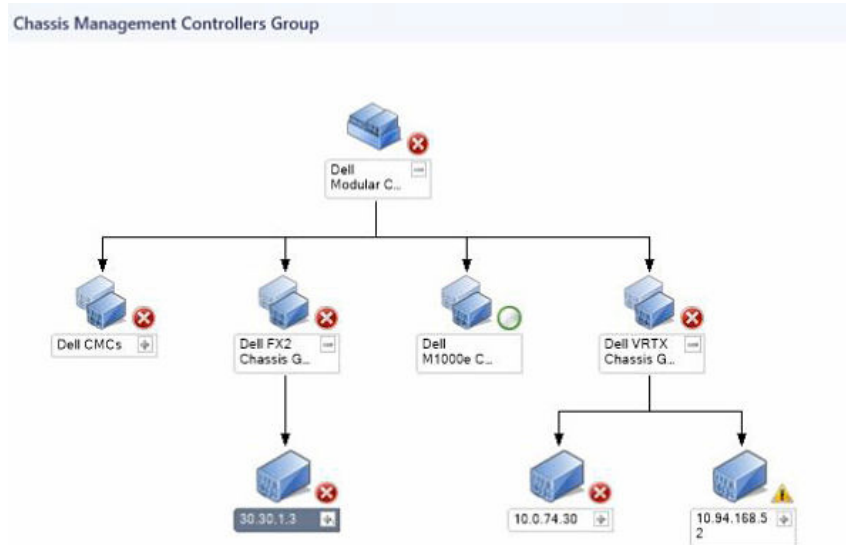 Chassis Management Controllers Group
Dell
Modular C...
Dell CMCs
Dell FX2
Chassis G...
Dell
M1000e C...
Dell VRTX
Chassis G...
30.30.1.3
10.0.74.30
10.94.168.5
2